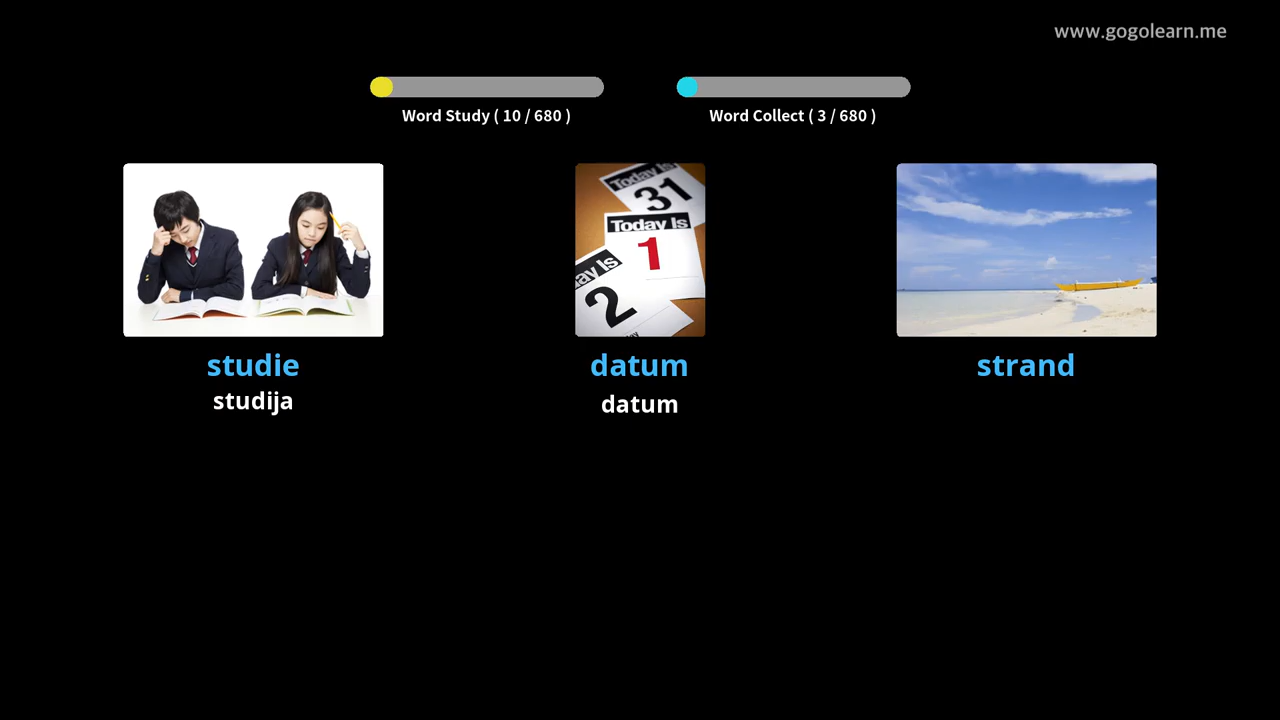 www.gogolearn.me
Word Study ( 10 / 680 )
Word Collect ( 3 / 680 )
Today Is
31
Today Is
1
ay Is
2
studie
datum
strand
studija
datum